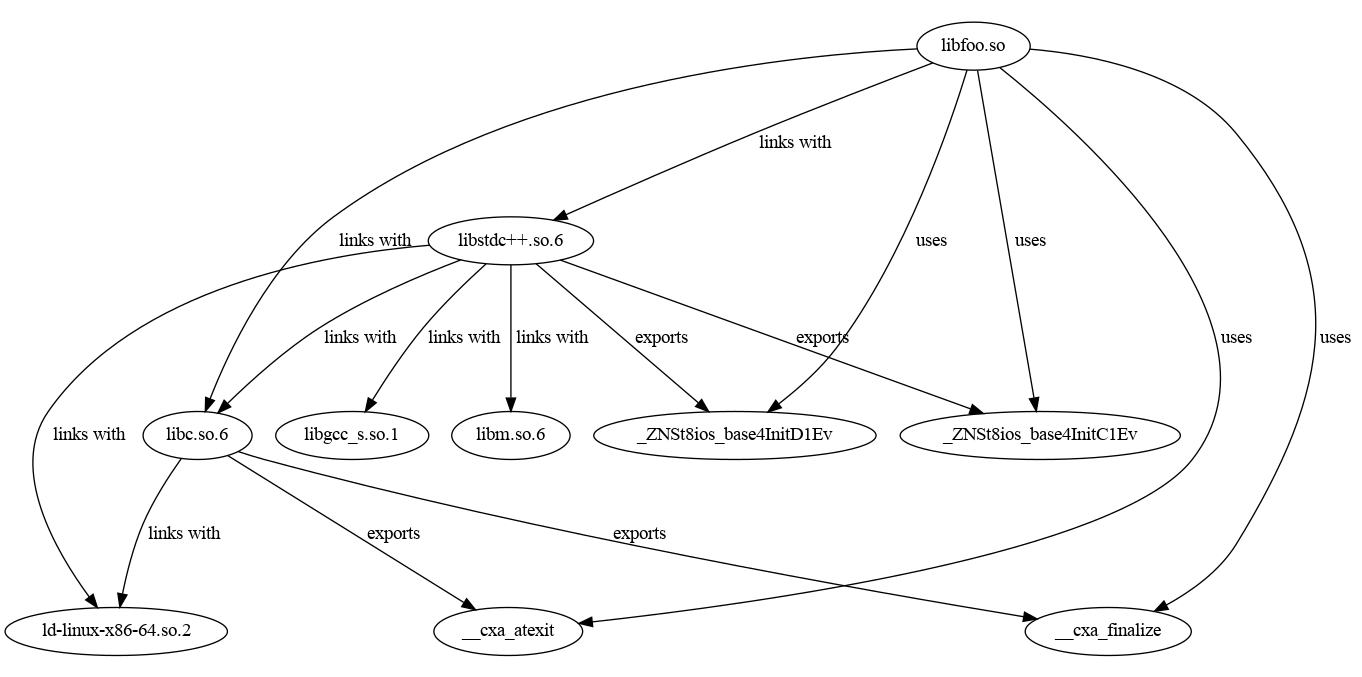 libfoo.so
links with
links with
libstdc++.so.6
uses
uses
links with
links with
links with
exports
exports
uses
uses
links with
libc.so.6
libgcc_s.so.1
libm.so.6
_ZNSt8ios_base4InitD1Ev
_ZNSt8ios_base4InitC1Ev
links with
exports
exports
ld-linux-x86-64.so.2
__cxa_atexit
__cxa_finalize